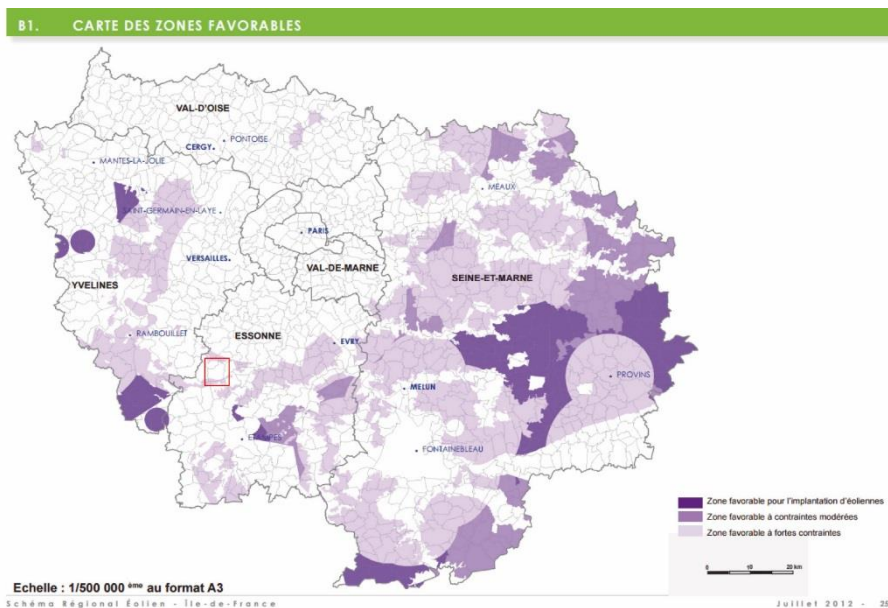 B1. CARTE DES ZONES FAVORABLES
VAL-D'OISE
CERGY
PONTOISE
MANTES-LA-JOLIE
MEAUX
SAINT-GERMAIN-EN-LAYE
PARIS
VERSAILLES
VAL-DE-MARNE
SEINE-ET-MARNE
YVELINES
RAMBOUILLET
ESSONNE
EVRY
PROVINS
MELUN
ETAMPES
FONTAINEBLEAU
Zone favorable pour l'implantation d'éoliennes
Zone favorable à contraintes modérées
Zone favorable à fortes contraintes
0 10 20 km
Echelle : 1/500 000 ème au format A3
Schéma Régional Éolien - Île-de-France
Juillet 2012 - 25